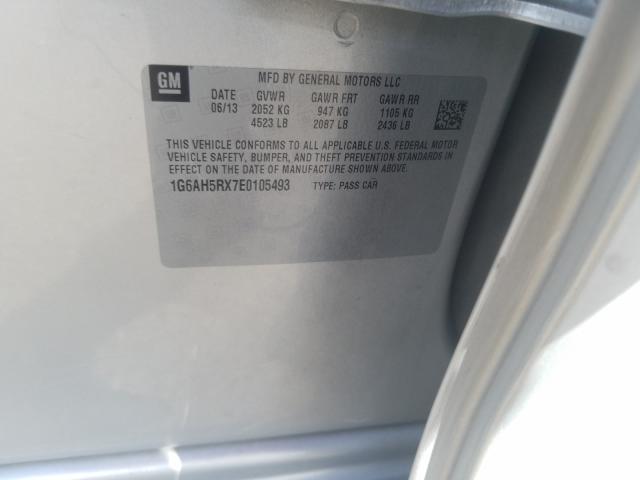 GM
MFD BY GENERAL MOTORS LLC
DATE GVWR GAWR FRT GAWR RR
06/13 2052 KG 947 KG 1105 KG
4523 LB 2087 LB 2436 LB
THIS VEHICLE CONFORMS TO ALL APPLICABLE U.S. FEDERAL MOTOR
VEHICLE SAFETY, BUMPER, AND THEFT PREVENTION STANDARDS IN
EFFECT ON THE DATE OF MANUFACTURE SHOWN ABOVE.
1G6AH5RX7E0105493 TYPE: PASS CAR